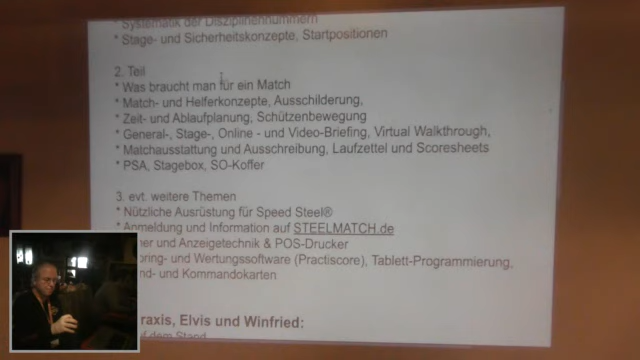 * Systematik der Disziplinennummern
* Stage- und Sicherheitskonzepte, Startpositionen
2. Teil
* Was braucht man für ein Match
* Match- und Helferkonzepte, Ausschilderung,
* Zeit- und Ablaufplanung, Schützenbewegung
* General-, Stage-, Online - und Video-Briefing, Virtual Walkthrough,
* Matchausstattung und Ausschreibung, Laufzettel und Scoresheets
* PSA, Stagebox, SO-Koffer
3. evt. weitere Themen
* Nützliche Ausrüstung für Speed Steel®
* Anmeldung und Information auf STEELMATCH.de
und Anzeigetechnik & POS-Drucker
und Wertungssoftware (Practiscore), Tablett-Programmierung,
und Kommandokarten
Elvis und Winfried:
dem Stand